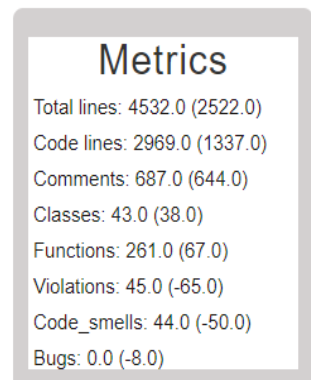 Metrics
Total lines: 4532.0 (2522.0)
Code lines: 2969.0 (1337.0)
Comments: 687.0 (644.0)
Classes: 43.0 (38.0)
Functions: 261.0 (67.0)
Violations: 45.0 (-65.0)
Code_smells: 44.0 (-50.0)
Bugs: 0.0 (-8.0)